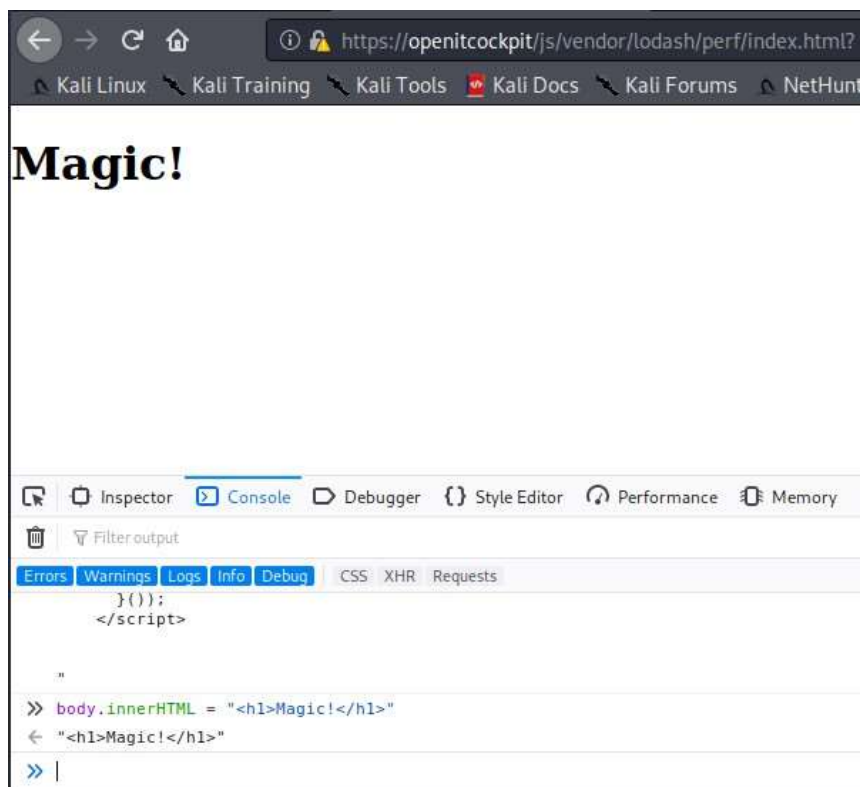 https://openitcockpit/js/vendor/lodash/perf/index.html?
Kali Linux Kali Training Kali Tools Kali Docs Kali Forums NetHunt
Magic!
Inspector Console Debugger {} Style Editor Performance Memory
Filter output
Errors Warnings Logs Info Debug CSS XHR Requests
}());
</script>
"
>> body.innerHTML = "<h1>Magic!</h1>"
← "<h1>Magic!</h1>"
>>